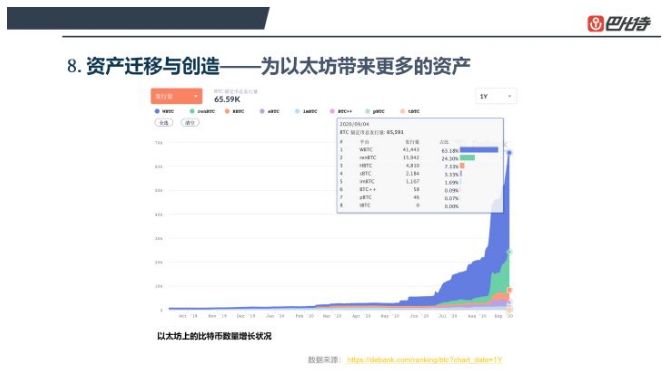 巴比特
8. 资产迁移与创造——为以太坊带来更多的资产
发行量
BTC 锚定币总发行量
65.59K
1Y
WBTC renBTC HBTC sBTC imBTC BTC++ pBTC tBTC
全选 清空
2020/09/04
BTC 锚定币总发行量: 65,591
# 平台 发行量 占比
1 WBTC 41,443 63.18%
2 renBTC 15,942 24.30%
3 HBTC 4,810 7.33%
4 sBTC 2,184 3.33%
5 imBTC 1,107 1.69%
6 BTC++ 58 0.09%
7 pBTC 46 0.07%
8 tBTC 0 0.00%
70K
60K
50K
40K
30K
20K
10K
0
Oct '19 Nov '19 Dec '19 Jan '20 Feb '20 Mar '20 Apr '20 May '20 Jun '20 Jul '20 Aug '20 Sep '20
以太坊上的比特币数量增长状况
数据来源: https://debank.com/ranking/btc?chart_date=1Y